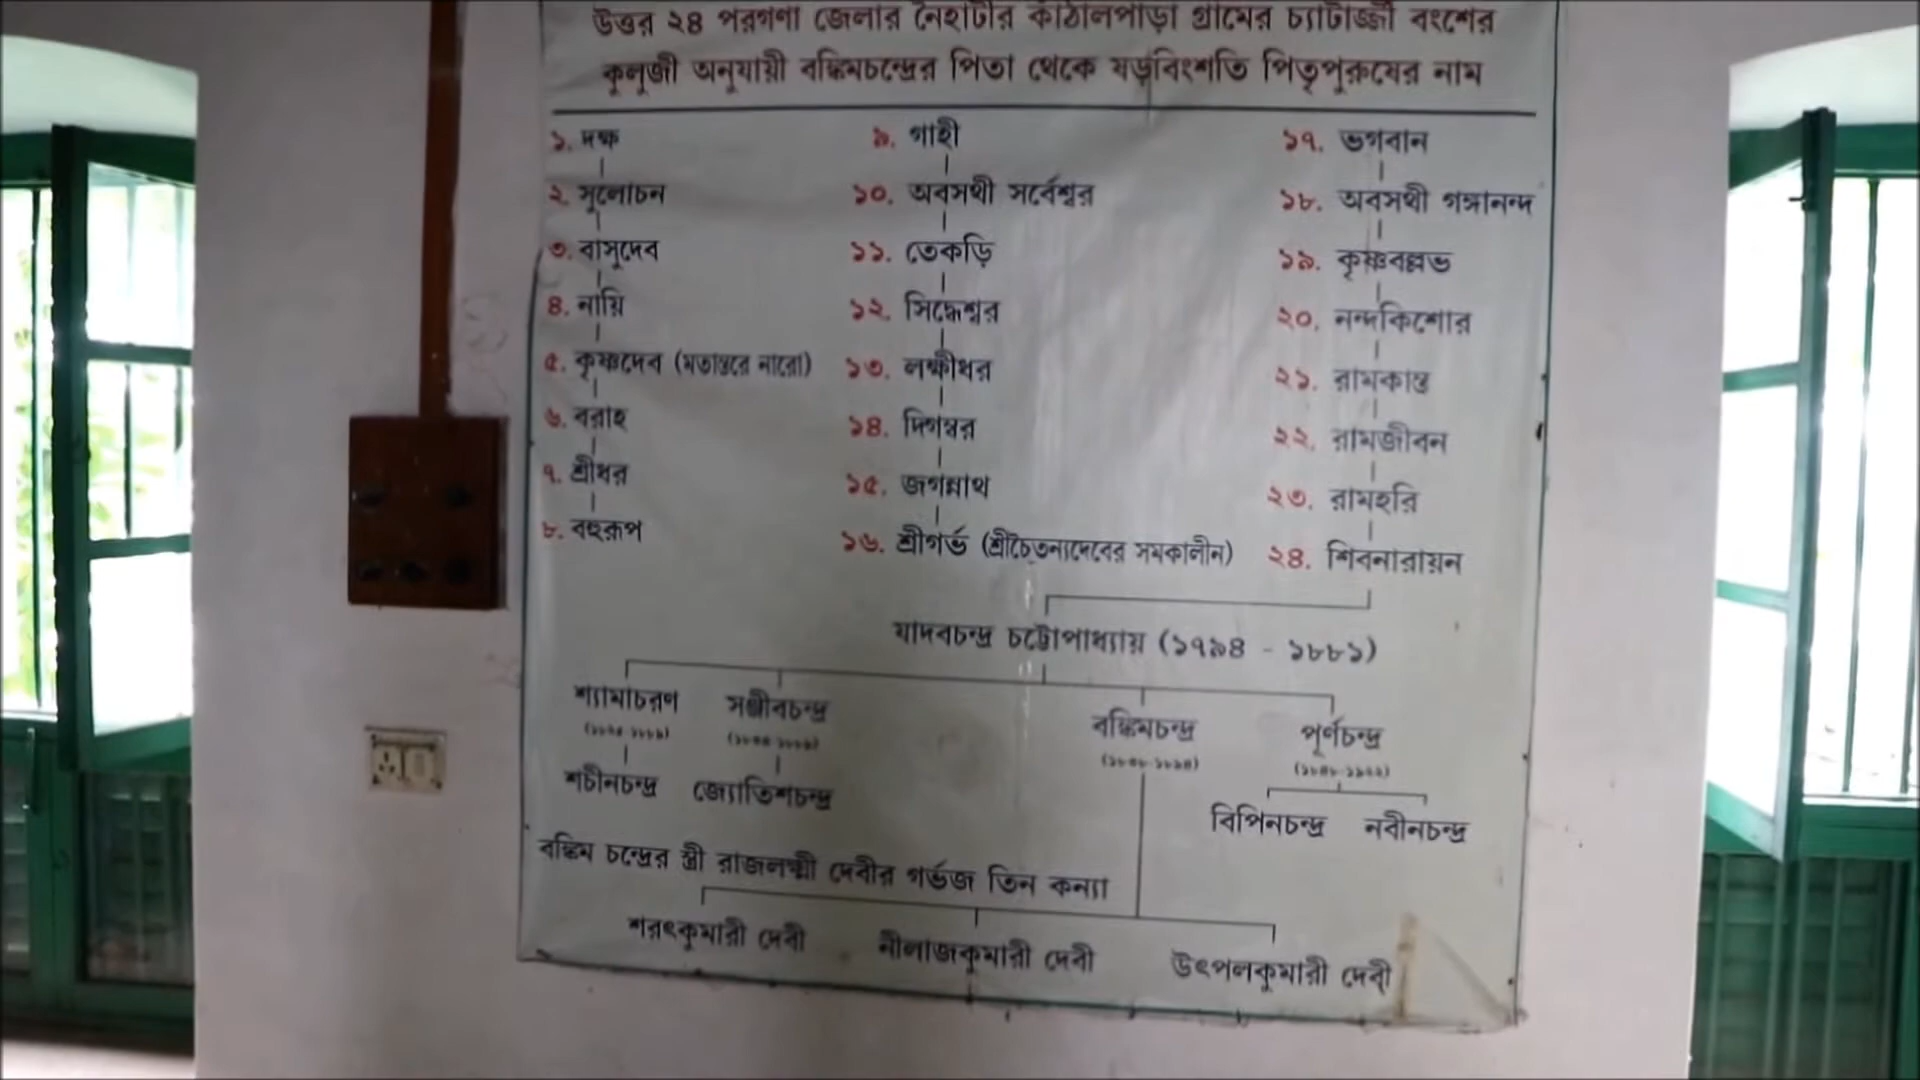 উত্তর ২৪ পরগণা জেলার নৈহাটীর কাঁঠালপাড়া গ্রামের চ্যাটার্জ্জী বংশের
কুলুজী অনুযায়ী বঙ্কিমচন্দ্রের পিতা থেকে ষড়বিংশতি পিতৃপুরুষের নাম
১. দক্ষ
২. সুলোচন
৩. বাসুদেব
৪. নায়ি
৫. কৃষ্ণদেব (মতান্তরে নারো)
৬. বরাহ
৭. শ্রীধর
৮. বহুরূপ
৯. গাহী
১০. অবসথী সর্বেশ্বর
১১. তেকড়ি
১২. সিদ্ধেশ্বর
১৩. লক্ষীধর
১৪. দিগম্বর
১৫. জগন্নাথ
১৬. শ্রীগর্ভ (শ্রীচৈতন্যদেবের সমকালীন)
১৭. ভগবান
১৮. অবসথী গঙ্গানন্দ
১৯. কৃষ্ণবল্লভ
২০. নন্দকিশোর
২১. রামকান্ত
২২. রামজীবন
২৩. রামহরি
২৪. শিবনারায়ন
যাদবচন্দ্র চট্টোপাধ্যায় (১৭৯৪ - ১৮৮১)
শ্যামাচরণ সঞ্জীবচন্দ্র বঙ্কিমচন্দ্র পূর্ণচন্দ্র
(১৮৩৮-১৮৯৪)
শচীনচন্দ্র জ্যোতিশচন্দ্র বিপিনচন্দ্র নবীনচন্দ্র
বঙ্কিম চন্দ্রের স্ত্রী রাজলক্ষ্মী দেবীর গর্ভজ তিন কন্যা
শরৎকুমারী দেবী নীলাজকুমারী দেবী উৎপলকুমারী দেবী